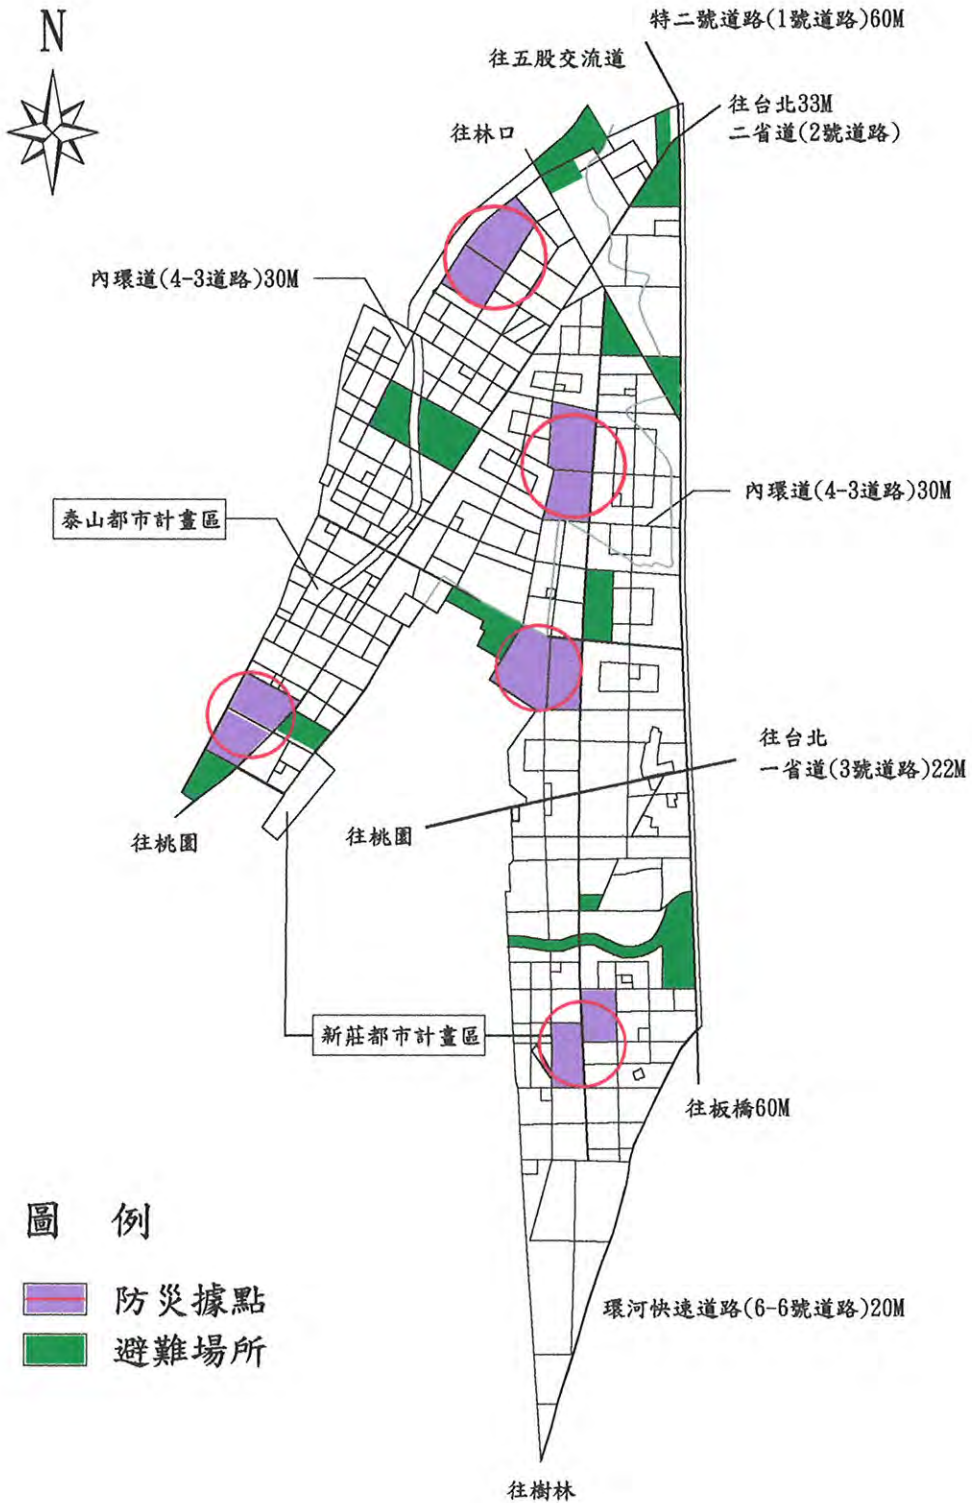 特二號道路(1號道路)60M
N
往五股交流道
往台北33M
二省道(2號道路)
往林口
內環道(4-3道路)30M
內環道(4-3道路)30M
泰山都市計畫區
往台北
一省道(3號道路)22M
往桃園
往桃園
新莊都市計畫區
往板橋60M
圖 例
防災據點
避難場所
環河快速道路(6-6號道路)20M
往樹林